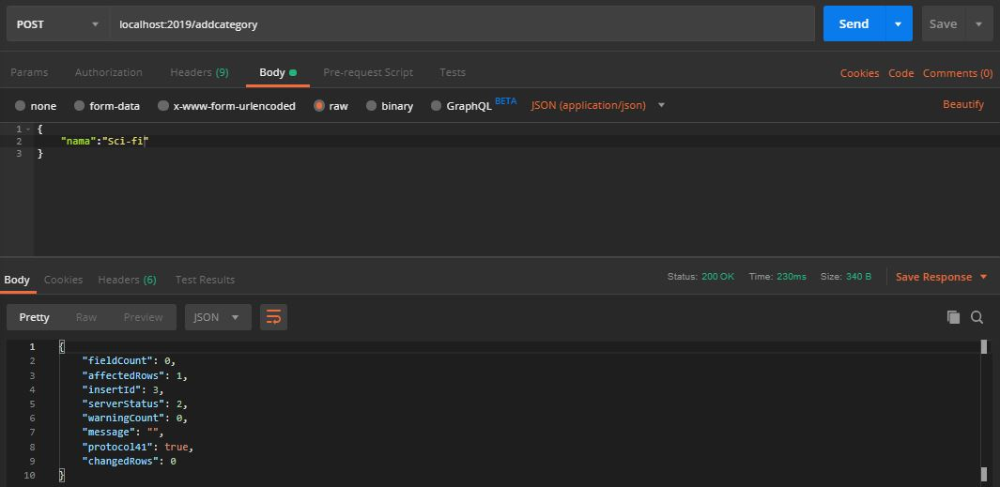 POST localhost:2019/addcategory Send Save
Params Authorization Headers (9) Body Pre-request Script Tests Cookies Code Comments (0)
none form-data x-www-form-urlencoded raw binary GraphQL BETA JSON (application/json) Beautify
1 {
2 "nama":"Sci-fi"
3 }
Body Cookies Headers (6) Test Results Status: 200 OK Time: 230ms Size: 340 B Save Response
Pretty Raw Preview JSON
1 {
2 "fieldCount": 0,
3 "affectedRows": 1,
4 "insertId": 3,
5 "serverStatus": 2,
6 "warningCount": 0,
7 "message": "",
8 "protocol41": true,
9 "changedRows": 0
10 }